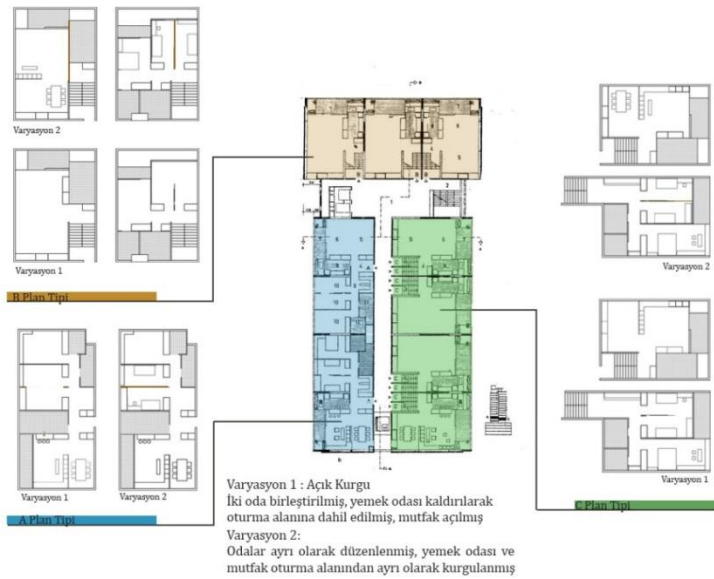 Varyasyon 2
Varyasyon 1
B Plan Tipi
Varyasyon 1
Varyasyon 2
A Plan Tipi
Varyasyon 2
Varyasyon 1
C Plan Tipi
Varyasyon 1 : Açık Kurgu
İki oda birleştirilmiş, yemek odası kaldırılarak
oturma alanına dahil edilmiş, mutfak açılmış
Varyasyon 2:
Odalar ayrı olarak düzenlenmiş, yemek odası ve
mutfak oturma alanından ayrı olarak kurgulanmış